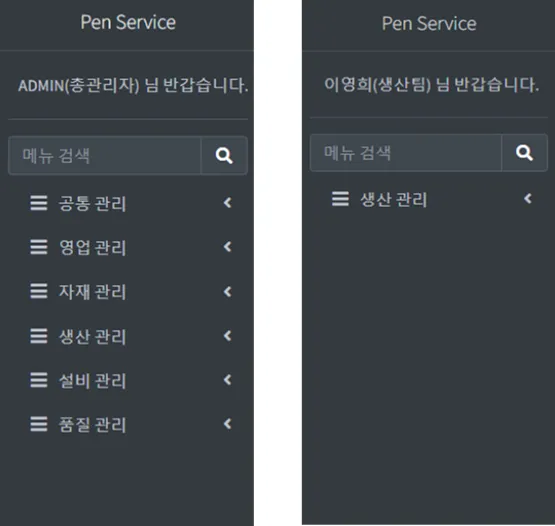 Pen Service
ADMIN(총관리자) 님 반갑습니다.
메뉴 검색
공통 관리
영업 관리
자재 관리
생산 관리
설비 관리
품질 관리
Pen Service
이영희(생산팀) 님 반갑습니다.
메뉴 검색
생산 관리